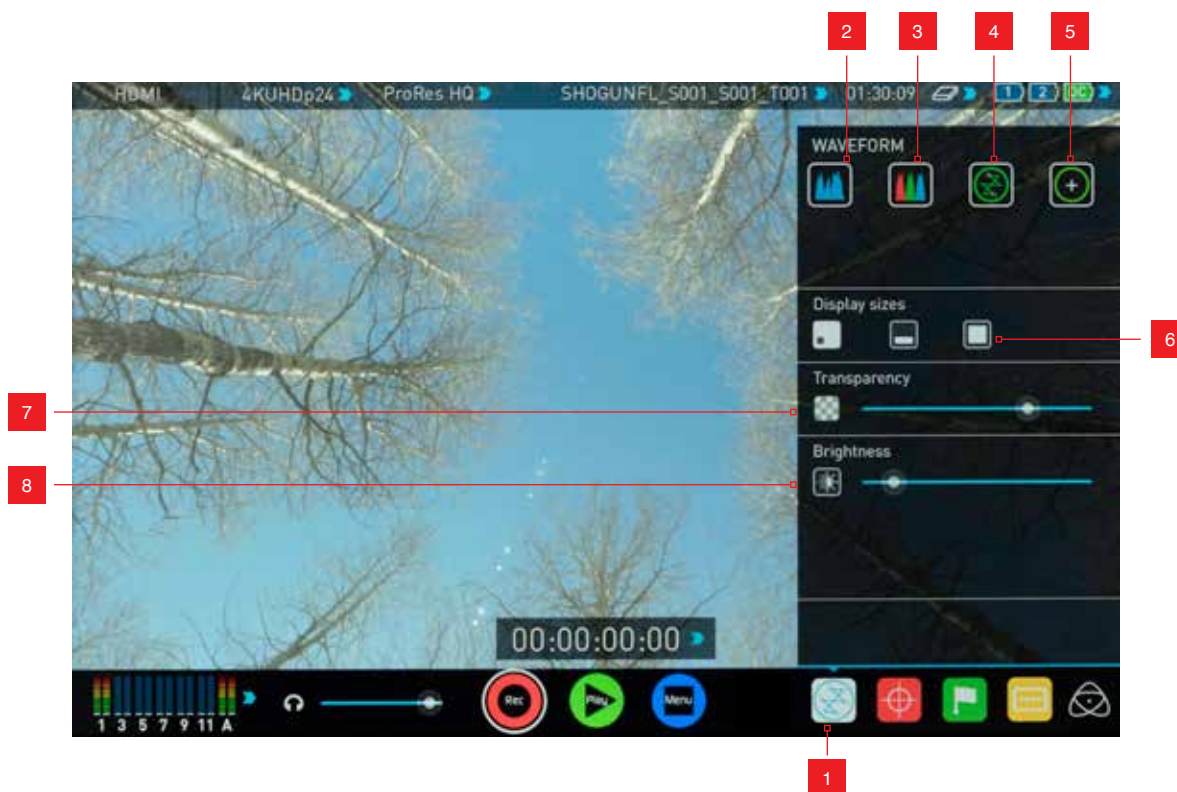 2 3 4 5
HDMI 4KUHDp24 ProRes HQ SHOGUNFL_S001_S001_T001 01:30:09 1 2 DC
WAVEFORM
Display sizes
6
Transparency
7
Brightness
8
00:00:00:00
Rec Play Menu
1 3 5 7 9 11 A
1